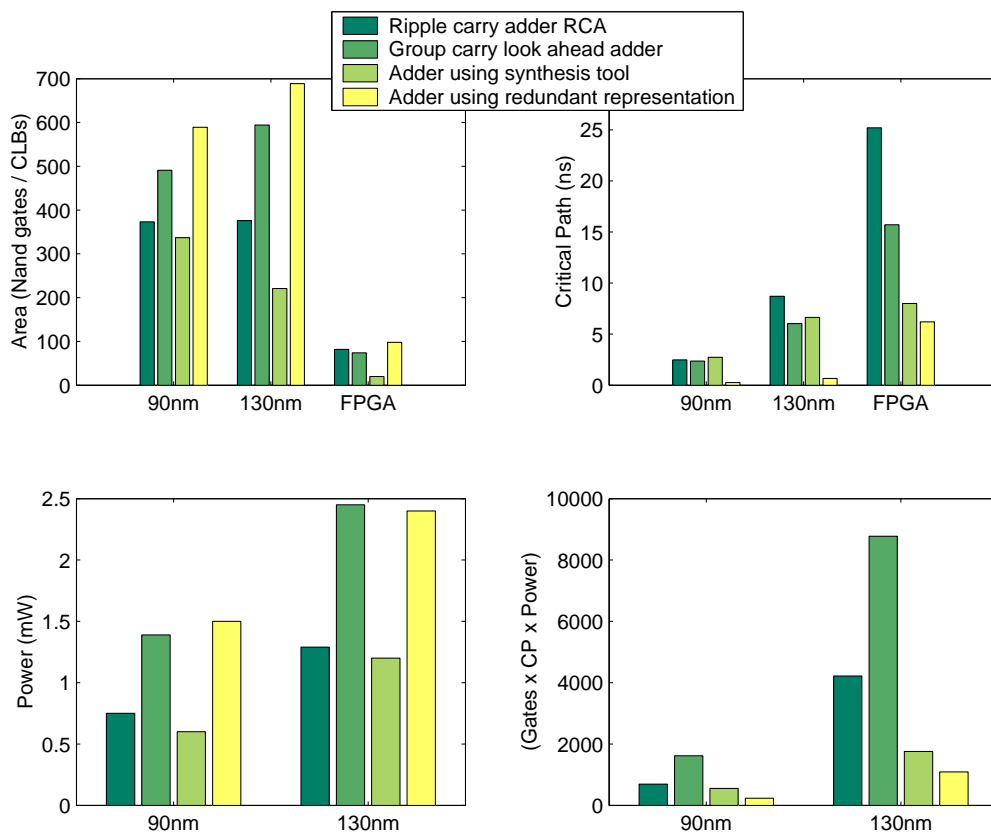 Ripple carry adder RCA
Group carry look ahead adder
Adder using synthesis tool
Adder using redundant representation
Area (Nand gates / CLBs)
700
600
500
400
300
200
100
0
90nm 130nm FPGA
Critical Path (ns)
25
20
15
10
5
0
90nm 130nm FPGA
Power (mW)
2.5
2
1.5
1
0.5
0
90nm 130nm
(Gates x CP x Power)
10000
8000
6000
4000
2000
0
90nm 130nm